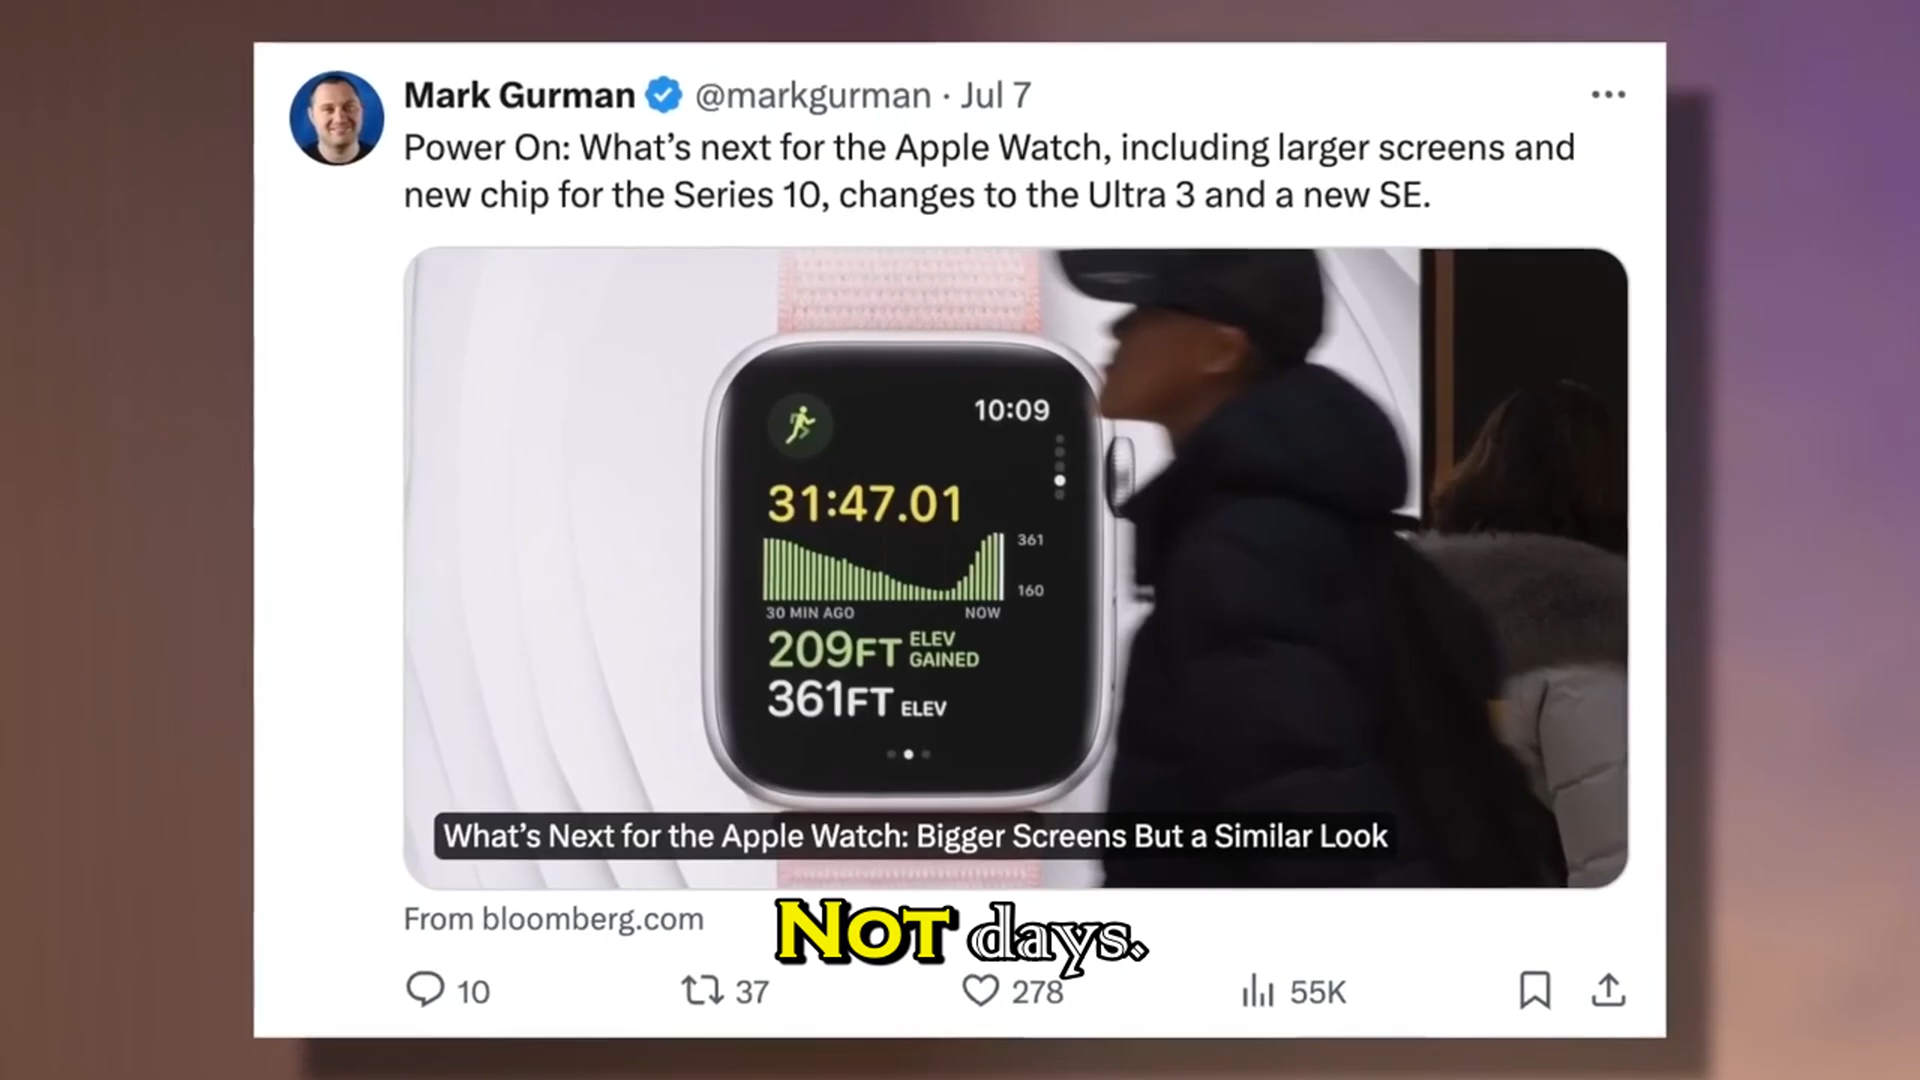 Mark Gurman @markgurman · Jul 7
Power On: What’s next for the Apple Watch, including larger screens and
new chip for the Series 10, changes to the Ultra 3 and a new SE.
10:09
31:47.01
361
160
30 MIN AGO NOW
209FT ELEV GAINED
361FT ELEV
What’s Next for the Apple Watch: Bigger Screens But a Similar Look
From bloomberg.com
NOT days.
10 37 278 55K